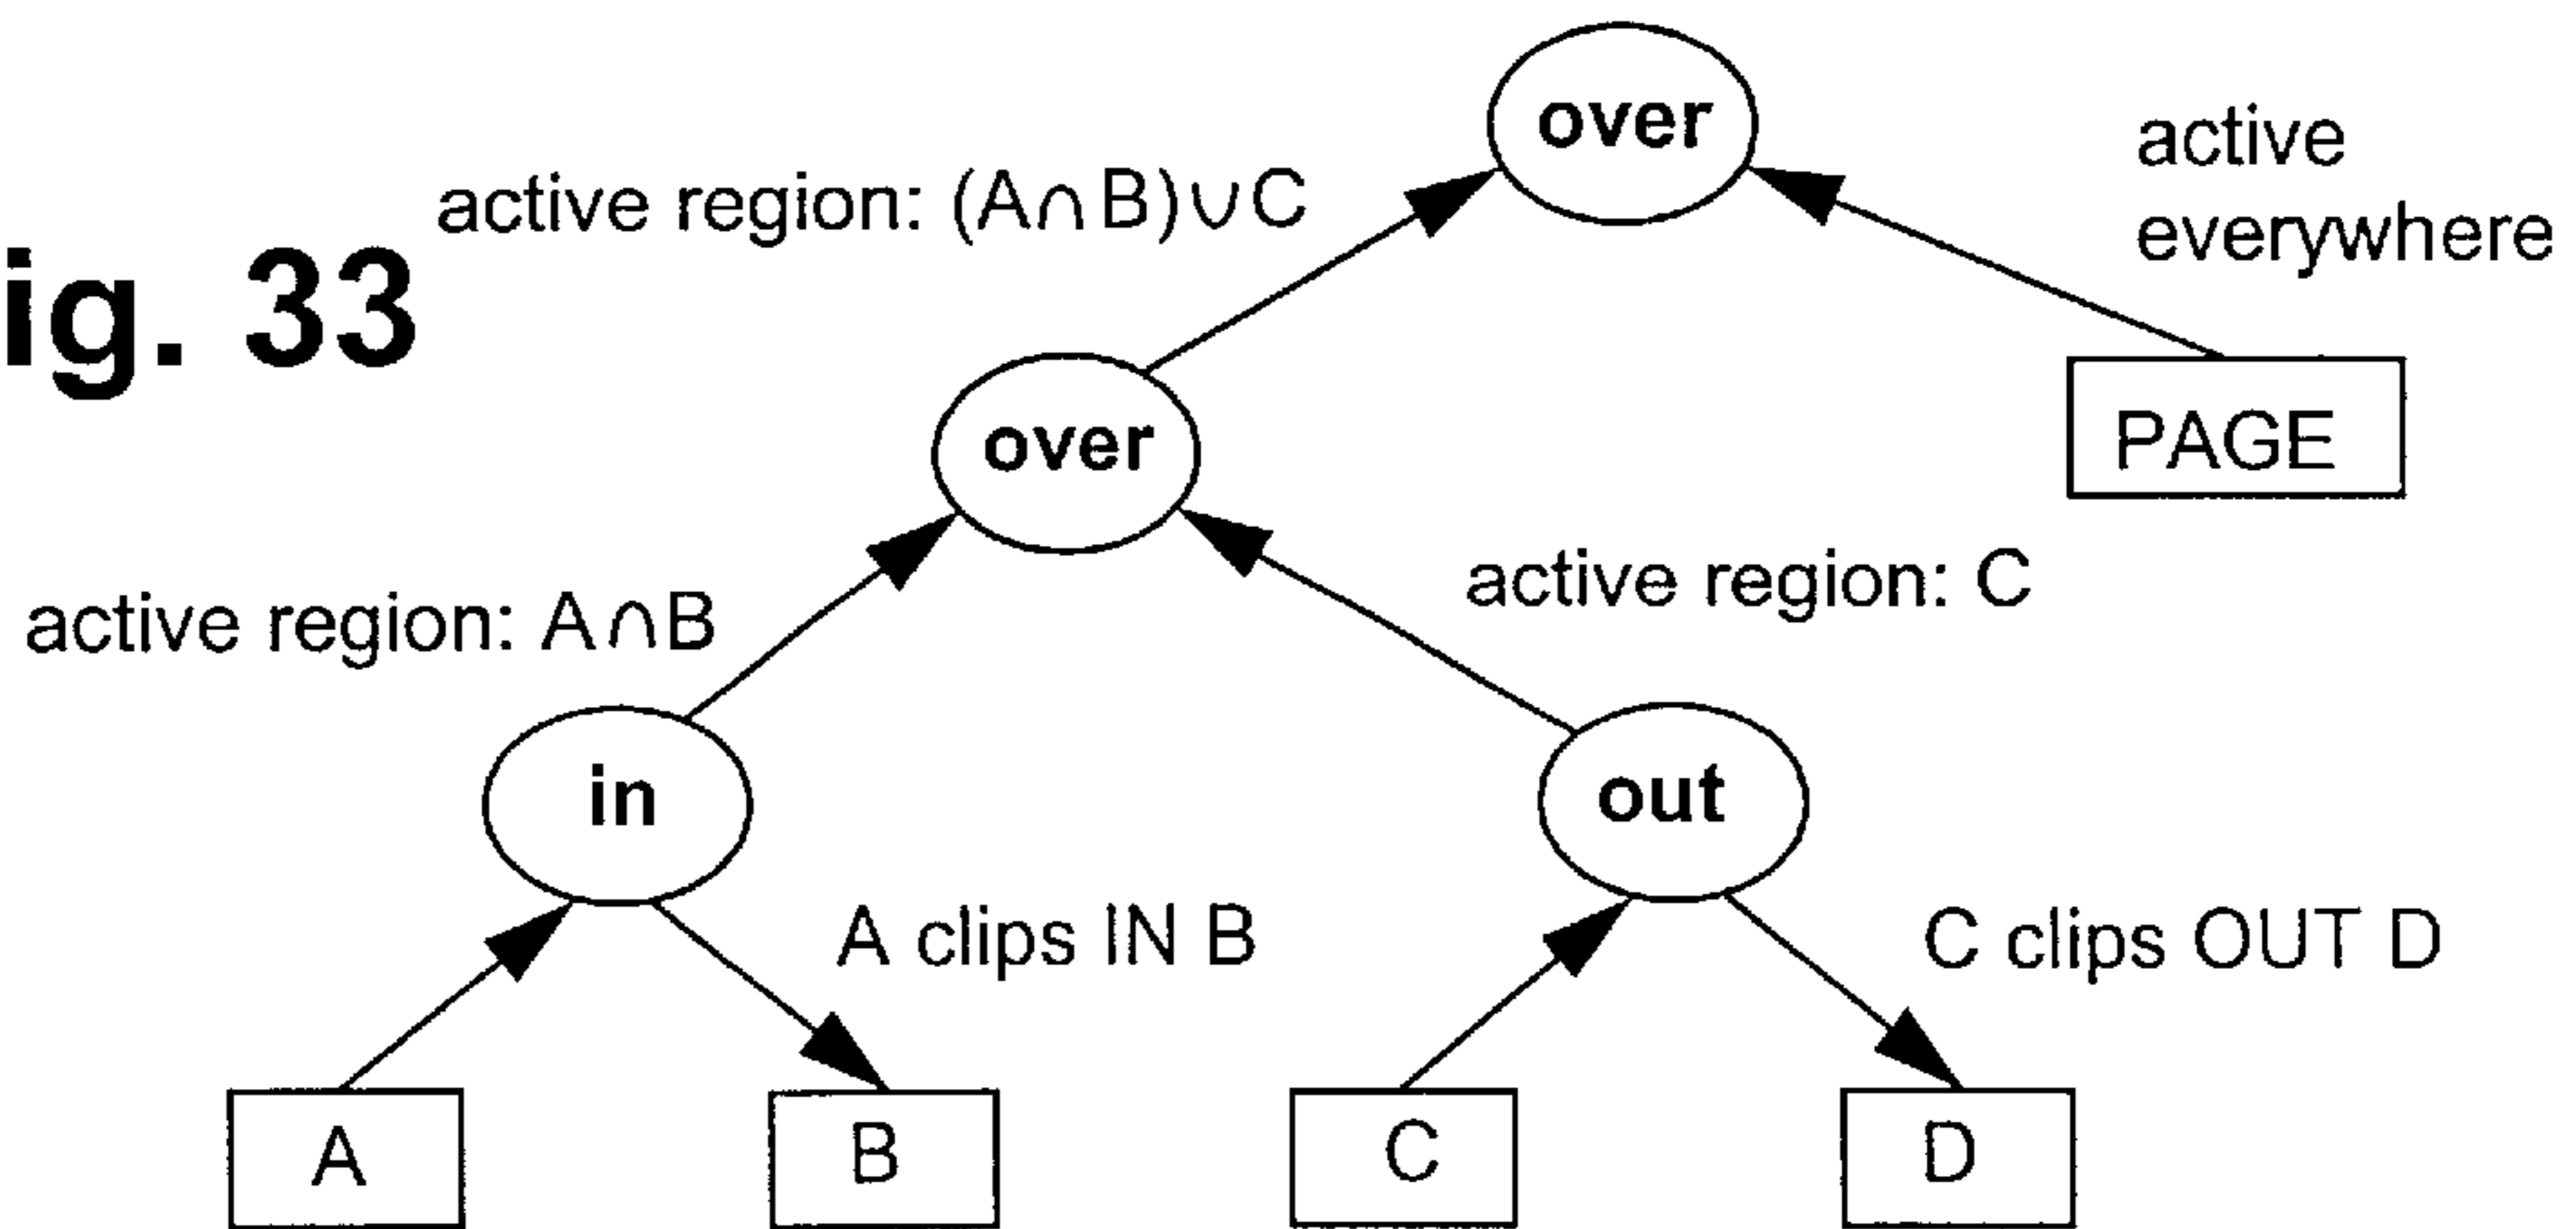 over
active
everywhere
active region: (A∩B)∪C
ig. 33
over
PAGE
active region: C
active region: A∩B
in
out
A clips IN B
C clips OUT D
A
B
C
D